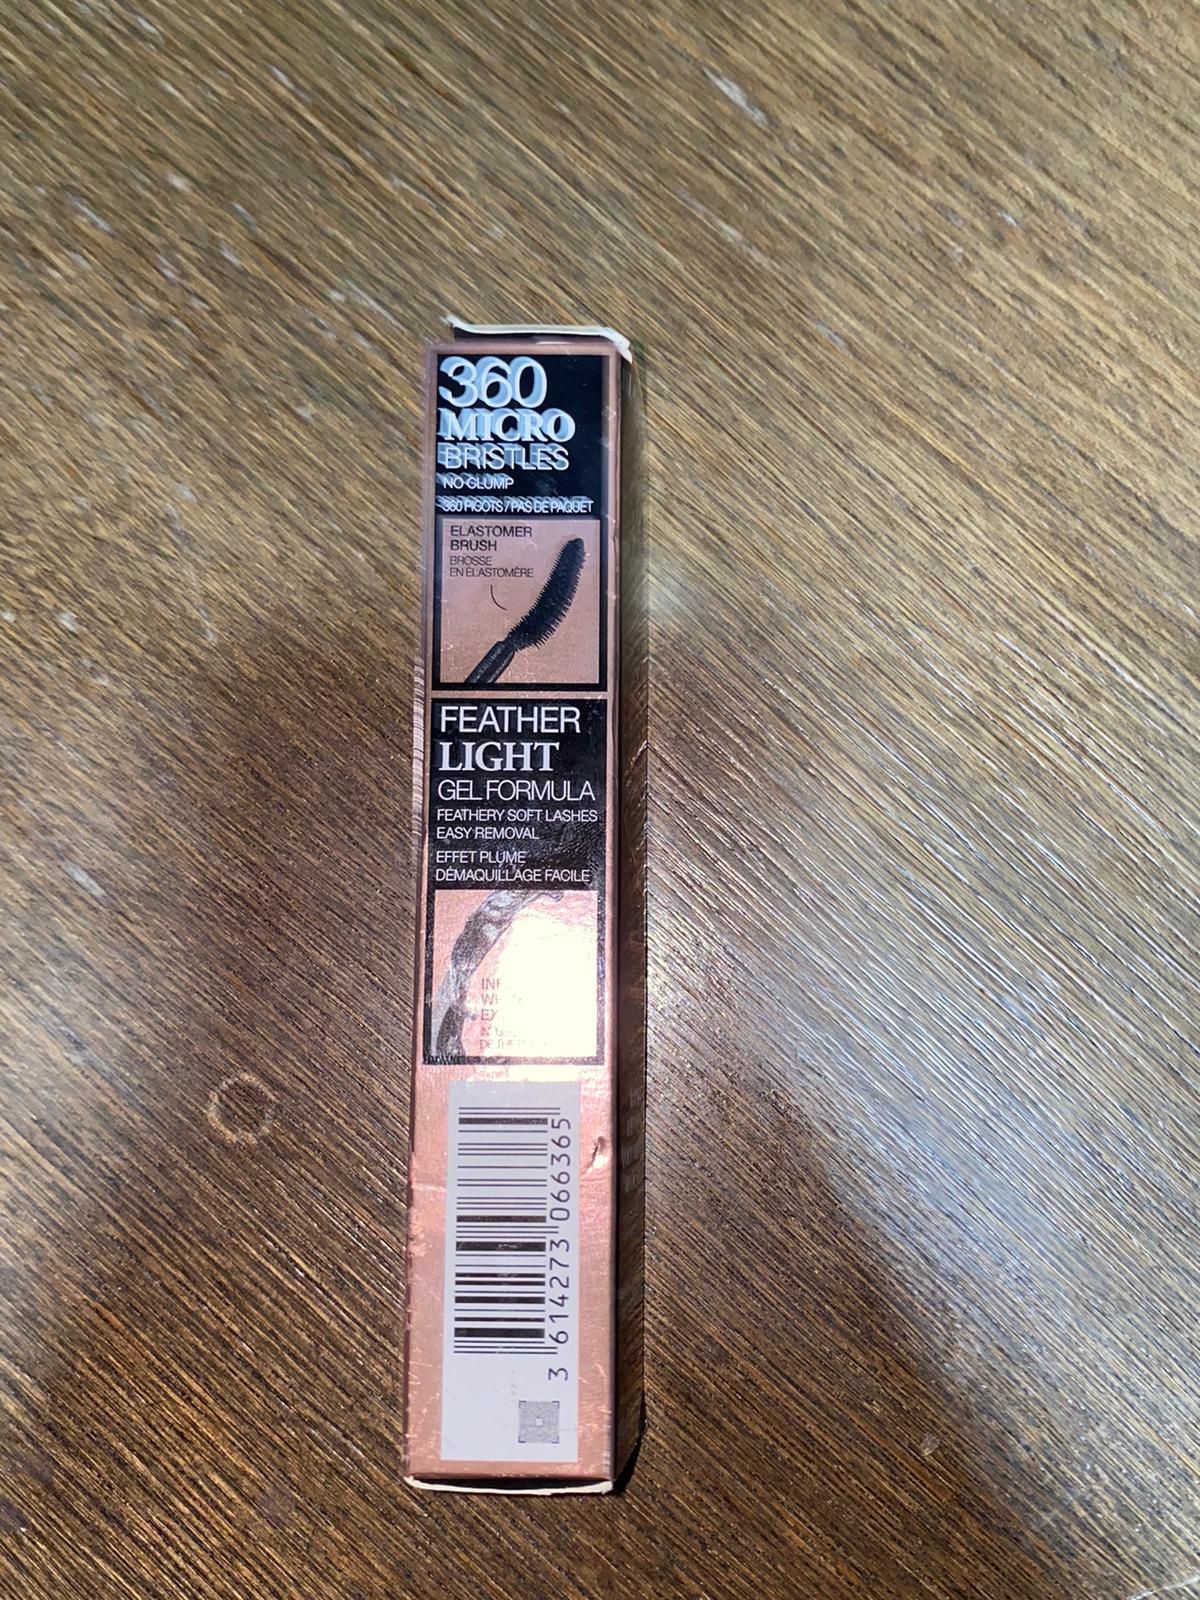 360
MICRO
BRISTLES
NO CLUMP
360 PICOTS / PAS DE PAQUET
ELASTOMER
BRUSH
BROSSE
EN ÉLASTOMÈRE
FEATHER
LIGHT
GEL FORMULA
FEATHERY SOFT LASHES
EASY REMOVAL
EFFET PLUME
DÉMAQUILLAGE FACILE
3 614273 066365